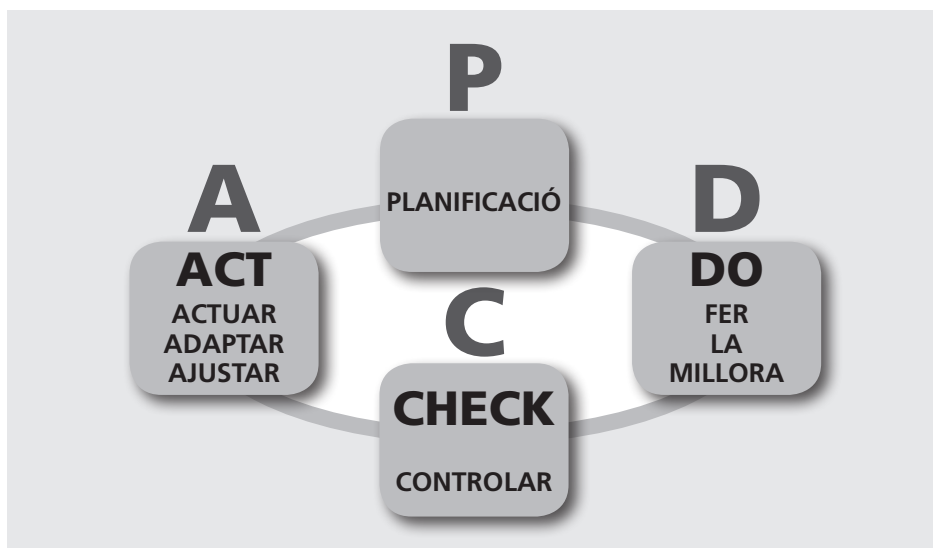 P
PLANIFICACIÓ
D
DO
FER
LA
MILLORA
C
CHECK
CONTROLAR
A
ACT
ACTUAR
ADAPTAR
AJUSTAR